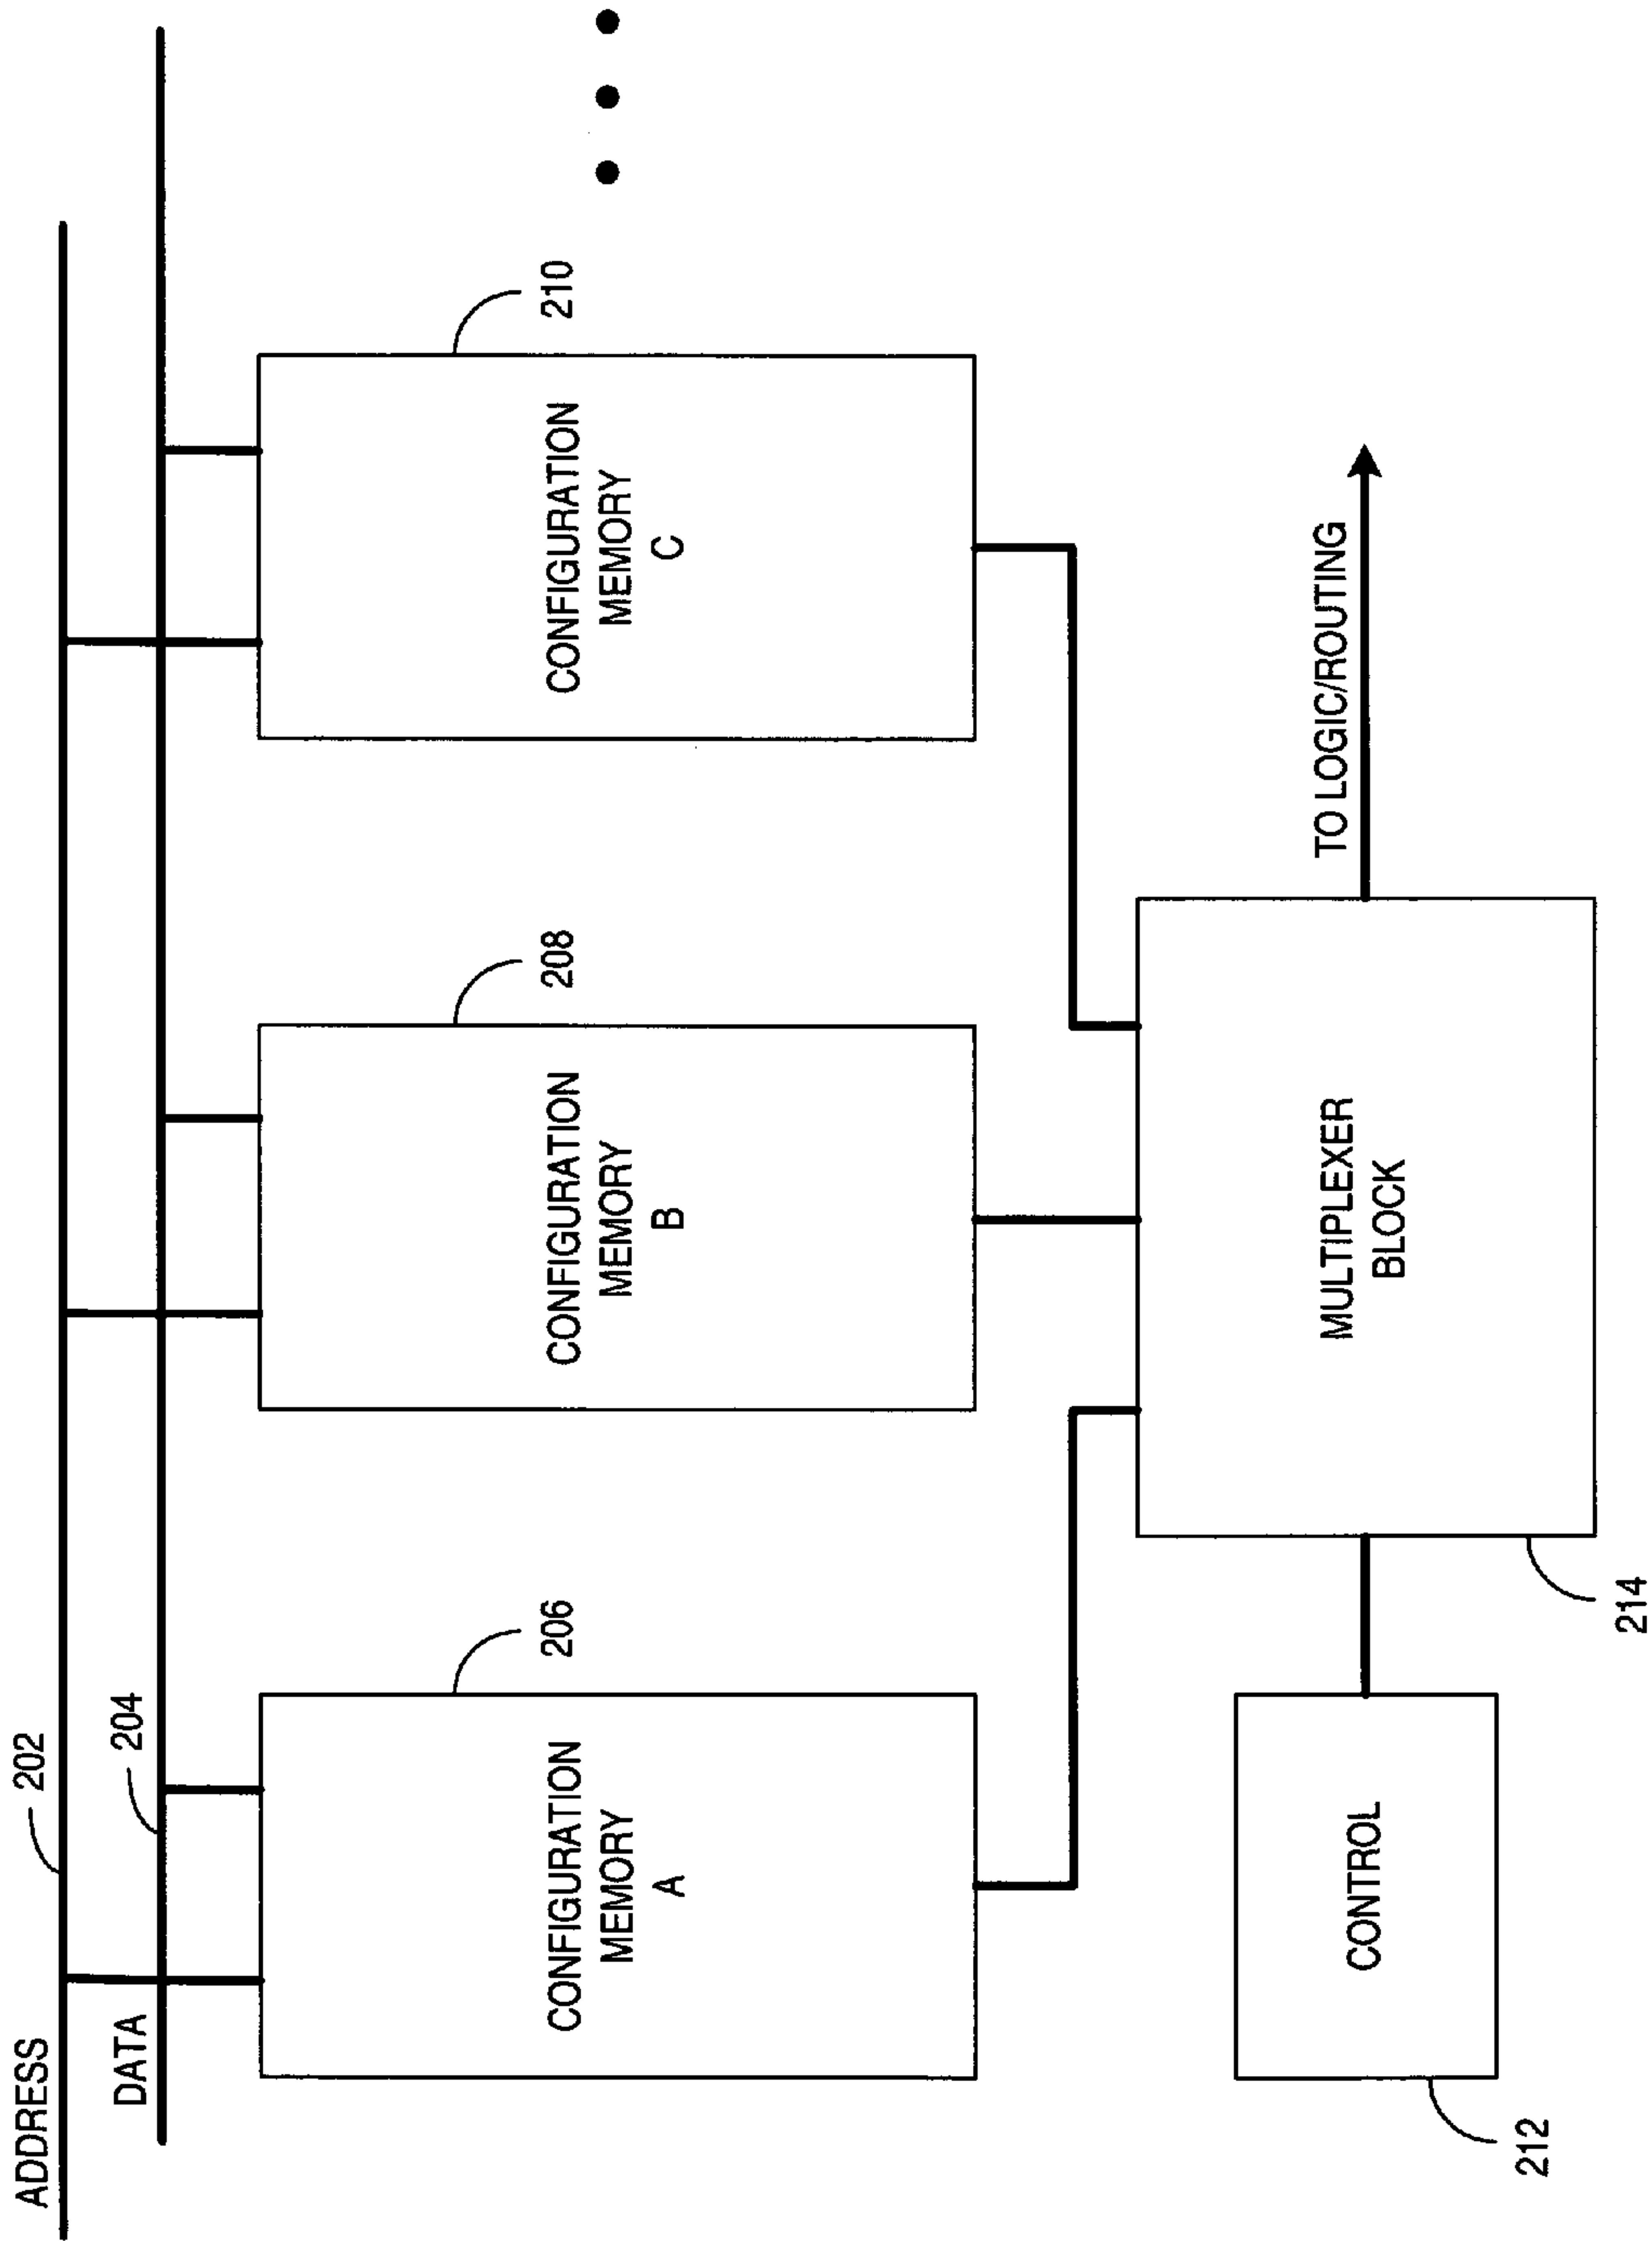 ADDRESS
202
DATA
204
CONFIGURATION
MEMORY
A
206
CONFIGURATION
MEMORY
B
208
CONFIGURATION
MEMORY
C
210
CONTROL
212
MULTIPLEXER
BLOCK
214
TO LOGIC/ROUTING